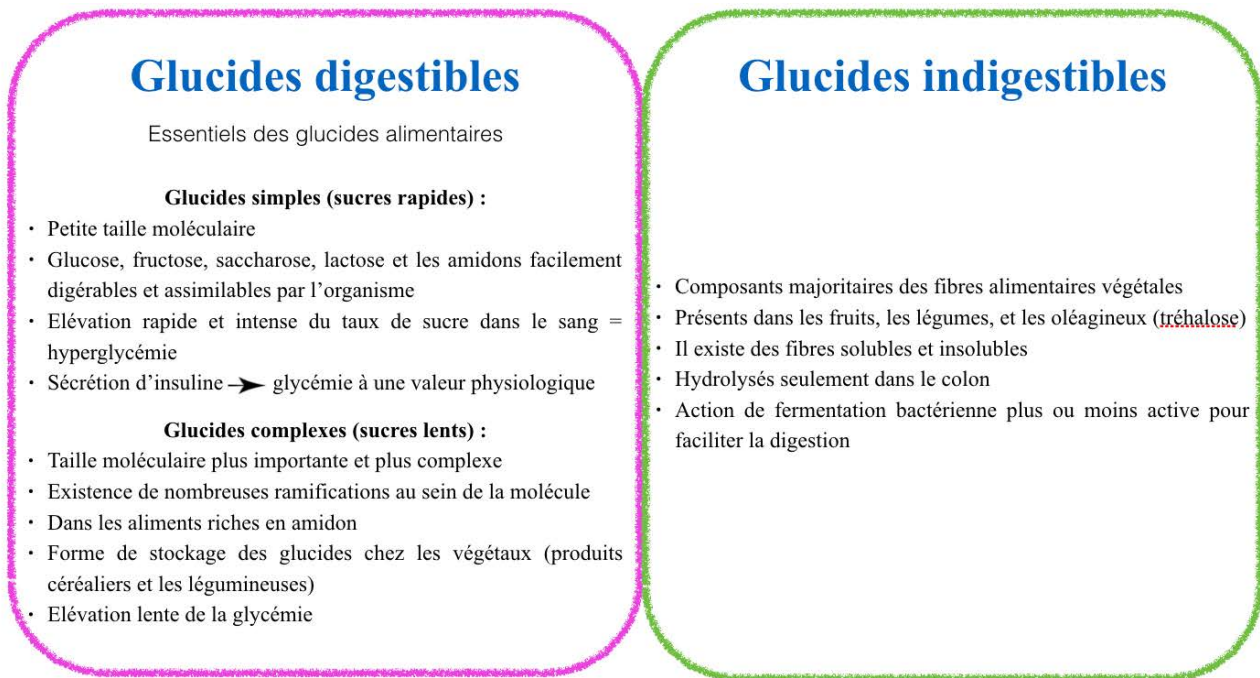 Glucides digestibles
Essentiels des glucides alimentaires
Glucides simples (sucres rapides) :
· Petite taille moléculaire
· Glucose, fructose, saccharose, lactose et les amidons facilement
digérables et assimilables par l’organisme
· Elévation rapide et intense du taux de sucre dans le sang =
hyperglycémie
· Sécrétion d’insuline ➛ glycémie à une valeur physiologique
Glucides complexes (sucres lents) :
· Taille moléculaire plus importante et plus complexe
· Existence de nombreuses ramifications au sein de la molécule
· Dans les aliments riches en amidon
· Forme de stockage des glucides chez les végétaux (produits
céréaliers et les légumineuses)
· Elévation lente de la glycémie
Glucides indigestibles
· Composants majoritaires des fibres alimentaires végétales
· Présents dans les fruits, les légumes, et les oléagineux (tréhalose)
· Il existe des fibres solubles et insolubles
· Hydrolysés seulement dans le colon
· Action de fermentation bactérienne plus ou moins active pour
faciliter la digestion